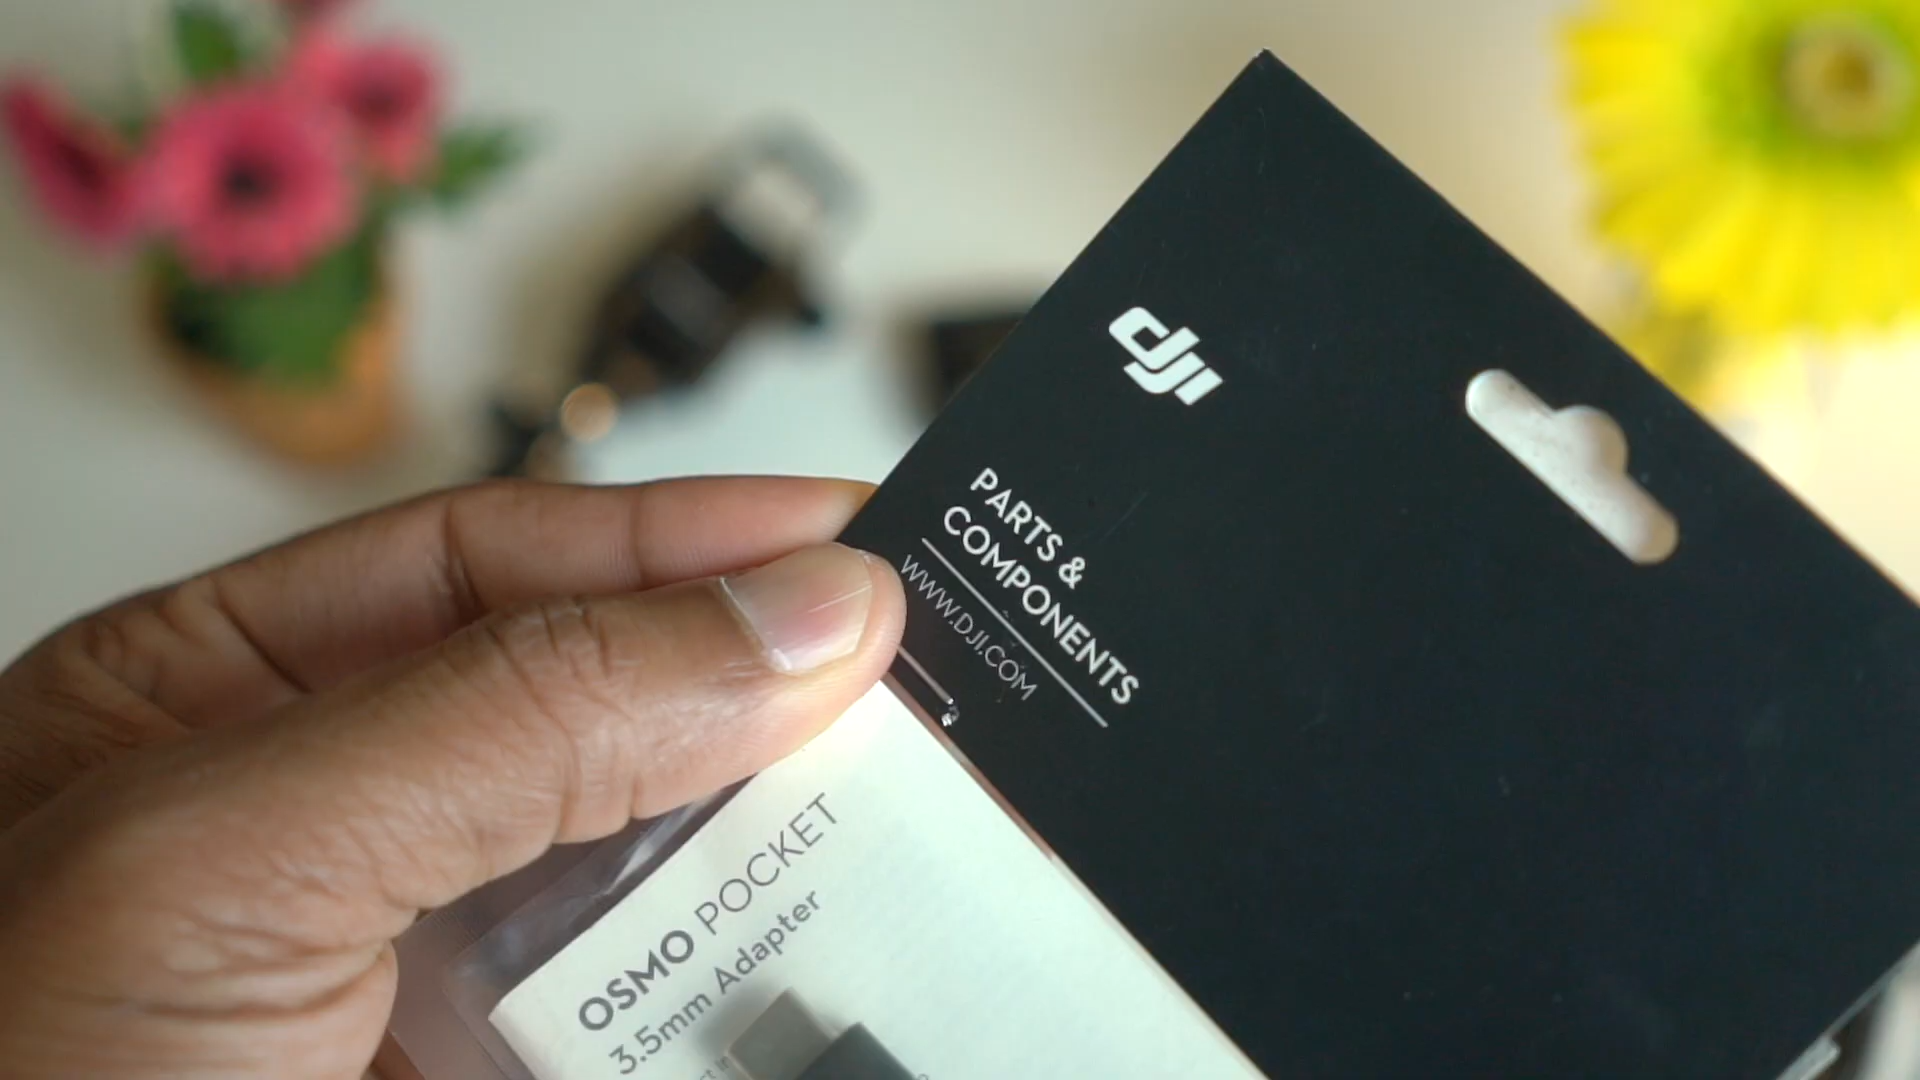 dji
PARTS &
COMPONENTS
WWW.DJI.COM
OSMO POCKET
3.5mm Adapter